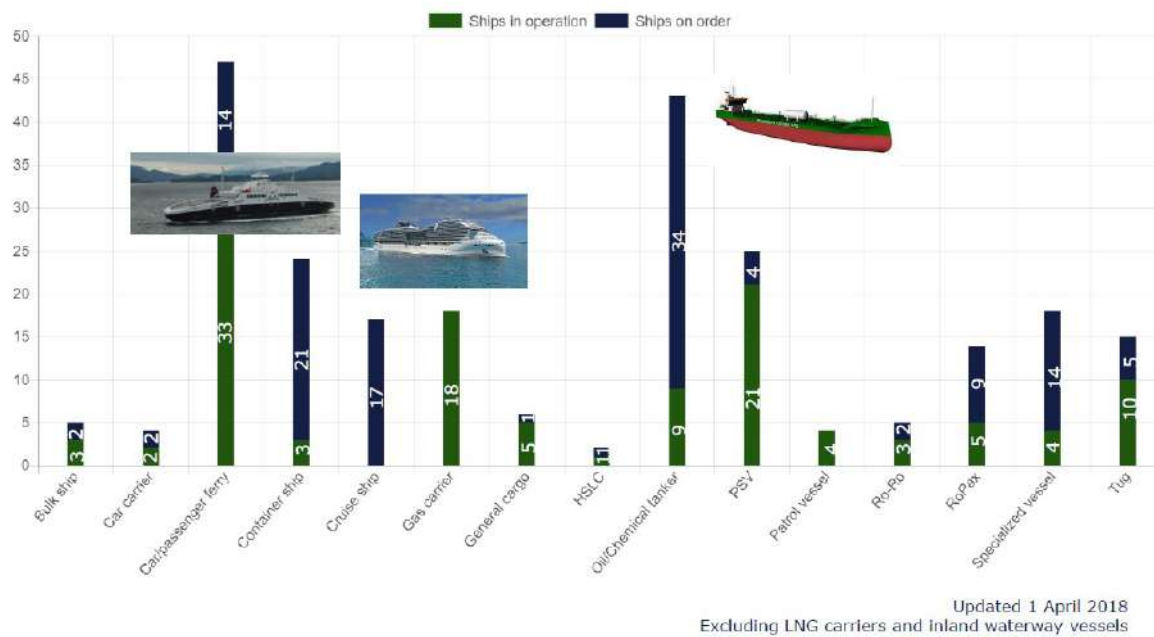 Ships in operation Ships on order
50
45
40
35
30
25
20
15
10
5
0
3 2
2 2
33 14
3 21
17
18
5 1
1 1
9 34
21 4
4
3 2
5 9
4 14
10 5
Bulk ship
Car carrier
Car/passenger ferry
Container ship
Cruise ship
Gas carrier
General cargo
HSLC
Oil/Chemical tanker
PSV
Patrol vessel
Ro-Ro
RoPax
Specialized vessel
Tug
Updated 1 April 2018
Excluding LNG carriers and inland waterway vessels